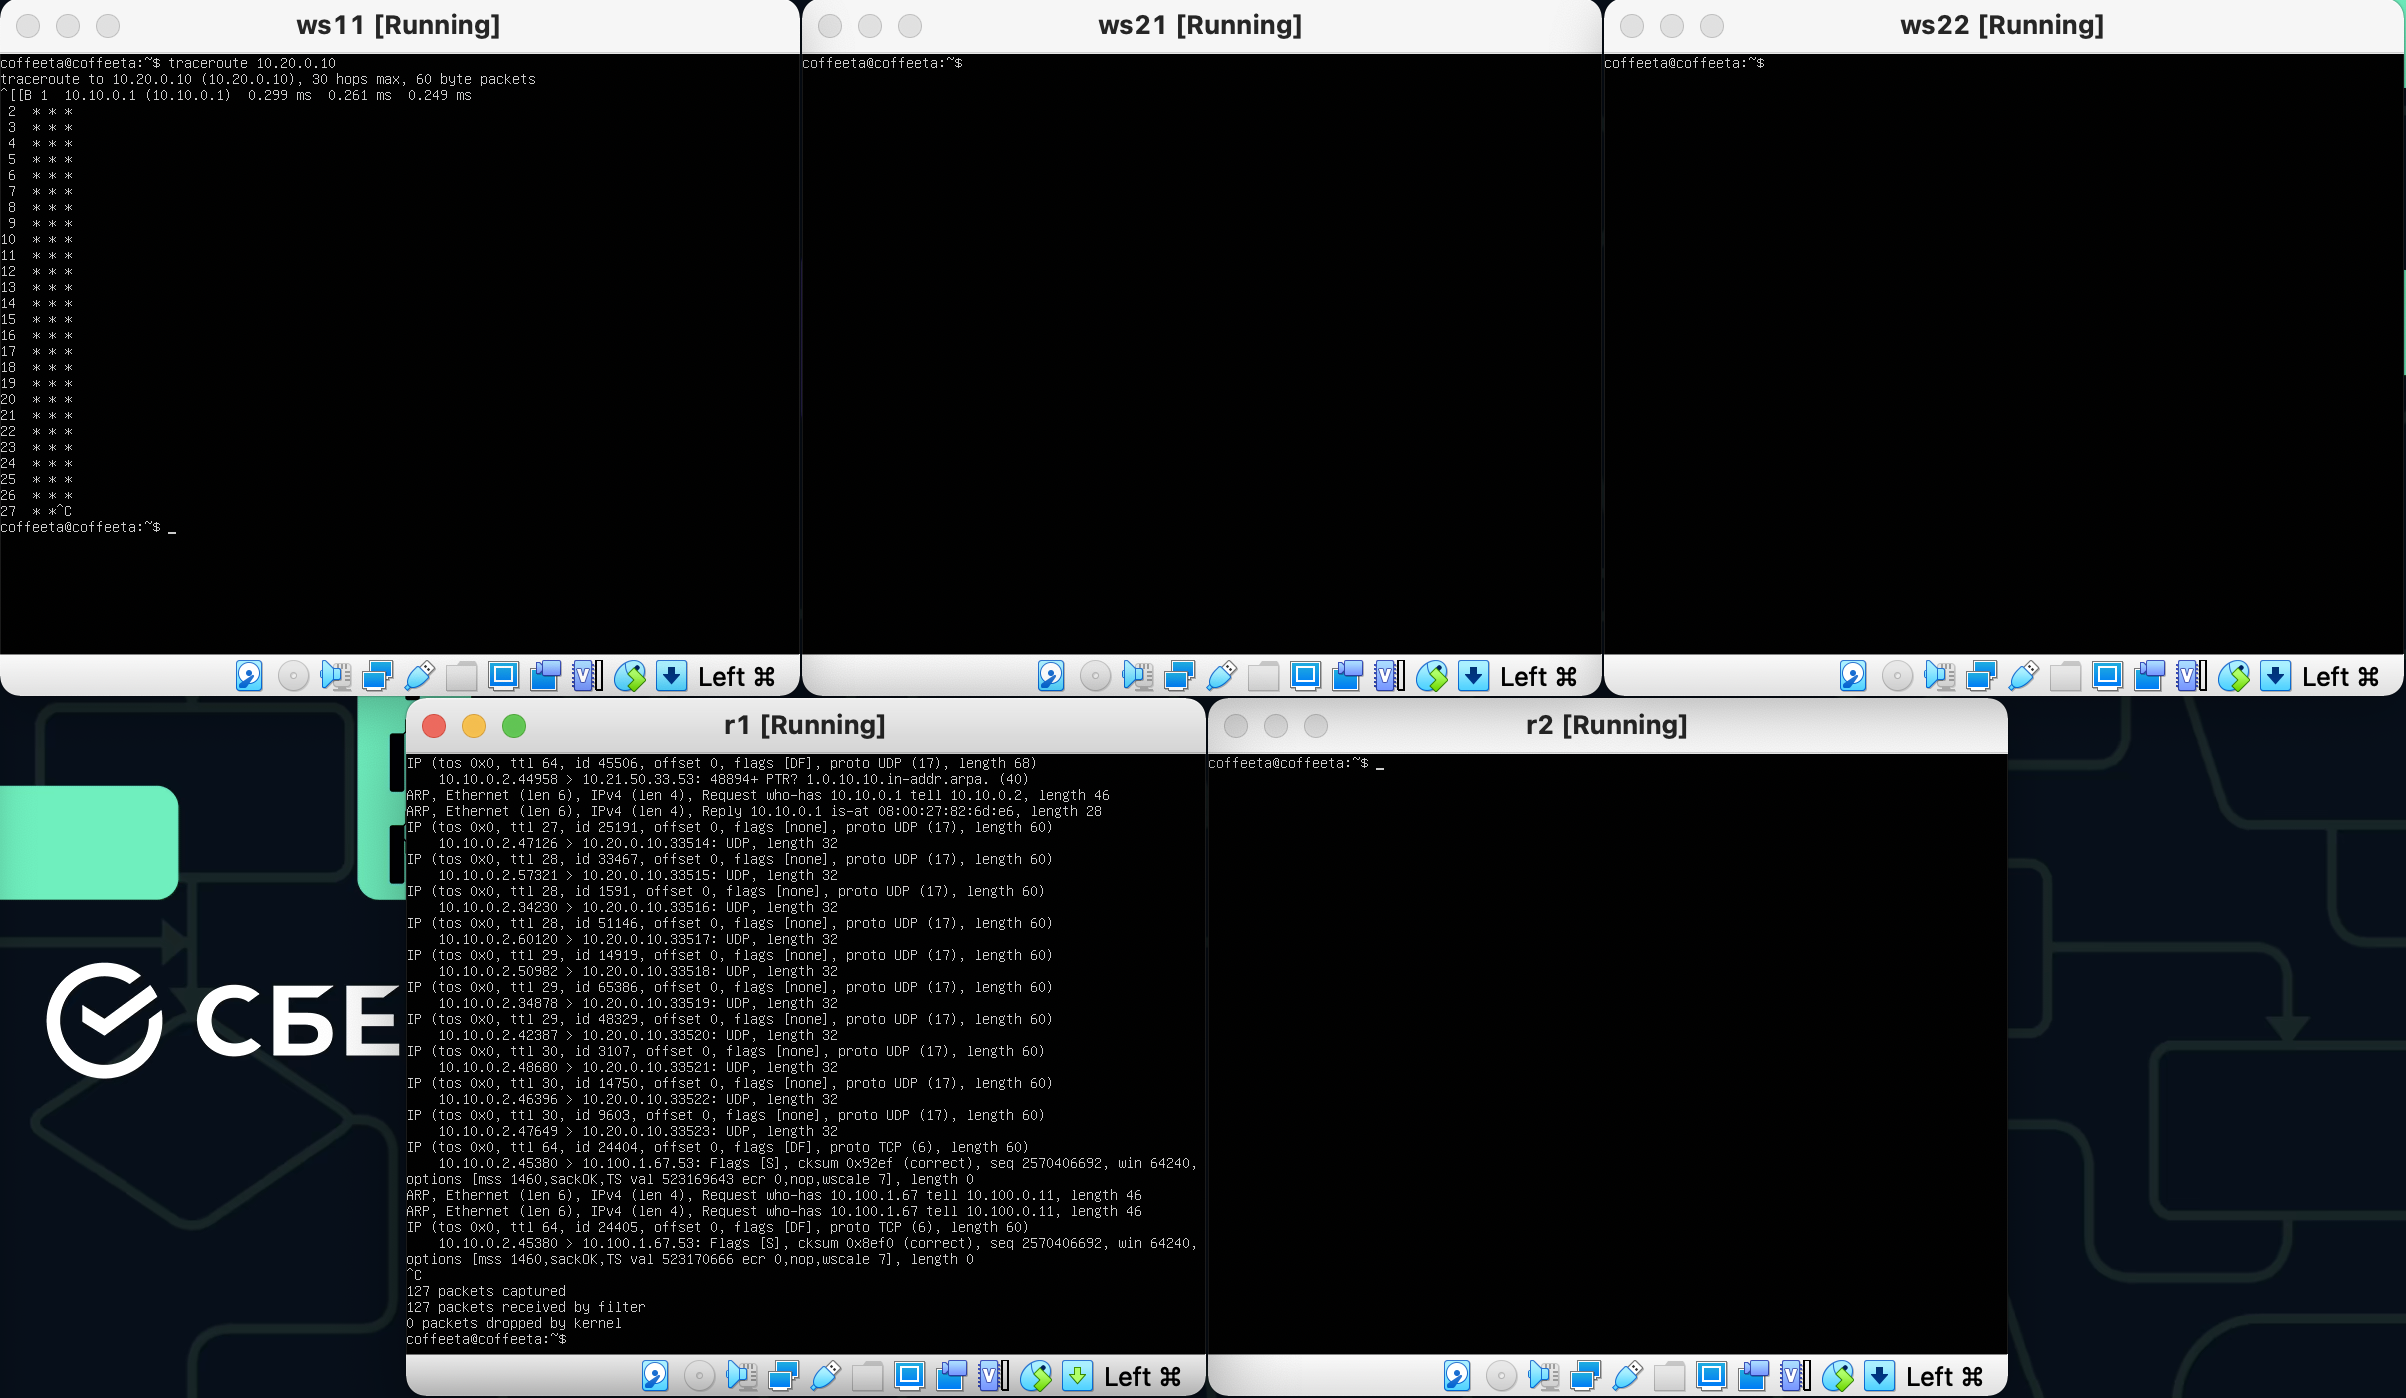 ws11 [Running]
coffeeta@coffeeta:~$ traceroute 10.20.0.10
traceroute to 10.20.0.10 (10.20.0.10), 30 hops max, 60 byte packets
^[[B 1  10.10.0.1 (10.10.0.1)  0.299 ms  0.261 ms  0.249 ms
 2  * * *
 3  * * *
 4  * * *
 5  * * *
 6  * * *
 7  * * *
 8  * * *
 9  * * *
10  * * *
11  * * *
12  * * *
13  * * *
14  * * *
15  * * *
16  * * *
17  * * *
18  * * *
19  * * *
20  * * *
21  * * *
22  * * *
23  * * *
24  * * *
25  * * *
26  * * *
27  * *^C
coffeeta@coffeeta:~$ _
Left ⌘
ws21 [Running]
coffeeta@coffeeta:~$
Left ⌘
ws22 [Running]
coffeeta@coffeeta:~$
Left ⌘
СБЕ
r1 [Running]
IP (tos 0x0, ttl 64, id 45506, offset 0, flags [DF], proto UDP (17), length 68)
    10.10.0.2.44958 > 10.21.50.33.53: 48894+ PTR? 1.0.10.10.in-addr.arpa. (40)
ARP, Ethernet (len 6), IPv4 (len 4), Request who-has 10.10.0.1 tell 10.10.0.2, length 46
ARP, Ethernet (len 6), IPv4 (len 4), Reply 10.10.0.1 is-at 08:00:27:82:6d:e6, length 28
IP (tos 0x0, ttl 27, id 25191, offset 0, flags [none], proto UDP (17), length 60)
    10.10.0.2.47126 > 10.20.0.10.33514: UDP, length 32
IP (tos 0x0, ttl 28, id 33467, offset 0, flags [none], proto UDP (17), length 60)
    10.10.0.2.57321 > 10.20.0.10.33515: UDP, length 32
IP (tos 0x0, ttl 28, id 1591, offset 0, flags [none], proto UDP (17), length 60)
    10.10.0.2.34230 > 10.20.0.10.33516: UDP, length 32
IP (tos 0x0, ttl 28, id 51146, offset 0, flags [none], proto UDP (17), length 60)
    10.10.0.2.60120 > 10.20.0.10.33517: UDP, length 32
IP (tos 0x0, ttl 29, id 14919, offset 0, flags [none], proto UDP (17), length 60)
    10.10.0.2.50982 > 10.20.0.10.33518: UDP, length 32
IP (tos 0x0, ttl 29, id 65386, offset 0, flags [none], proto UDP (17), length 60)
    10.10.0.2.34878 > 10.20.0.10.33519: UDP, length 32
IP (tos 0x0, ttl 29, id 48329, offset 0, flags [none], proto UDP (17), length 60)
    10.10.0.2.42387 > 10.20.0.10.33520: UDP, length 32
IP (tos 0x0, ttl 30, id 3107, offset 0, flags [none], proto UDP (17), length 60)
    10.10.0.2.48680 > 10.20.0.10.33521: UDP, length 32
IP (tos 0x0, ttl 30, id 14750, offset 0, flags [none], proto UDP (17), length 60)
    10.10.0.2.46396 > 10.20.0.10.33522: UDP, length 32
IP (tos 0x0, ttl 30, id 9603, offset 0, flags [none], proto UDP (17), length 60)
    10.10.0.2.47649 > 10.20.0.10.33523: UDP, length 32
IP (tos 0x0, ttl 64, id 24404, offset 0, flags [DF], proto TCP (6), length 60)
    10.10.0.2.45380 > 10.100.1.67.53: Flags [S], cksum 0x92ef (correct), seq 2570406692, win 64240,
options [mss 1460,sackOK,TS val 523169643 ecr 0,nop,wscale 7], length 0
ARP, Ethernet (len 6), IPv4 (len 4), Request who-has 10.100.1.67 tell 10.100.0.11, length 46
ARP, Ethernet (len 6), IPv4 (len 4), Request who-has 10.100.1.67 tell 10.100.0.11, length 46
IP (tos 0x0, ttl 64, id 24405, offset 0, flags [DF], proto TCP (6), length 60)
    10.10.0.2.45380 > 10.100.1.67.53: Flags [S], cksum 0x8ef0 (correct), seq 2570406692, win 64240,
options [mss 1460,sackOK,TS val 523170666 ecr 0,nop,wscale 7], length 0
^C
127 packets captured
127 packets received by filter
0 packets dropped by kernel
coffeeta@coffeeta:~$
Left ⌘
r2 [Running]
coffeeta@coffeeta:~$ _
Left ⌘